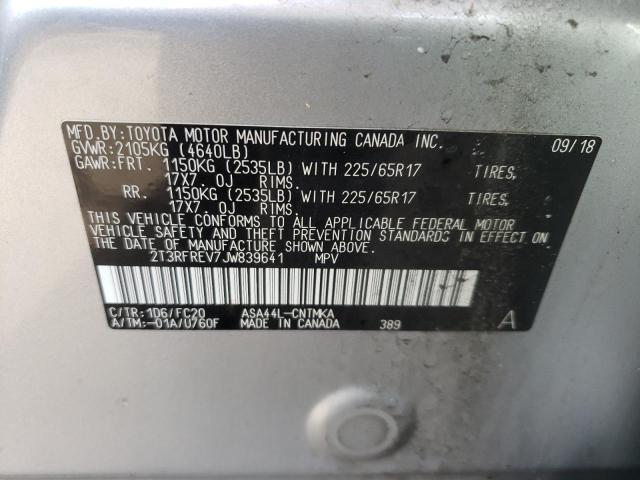 MFD.BY:TOYOTA MOTOR MANUFACTURING CANADA INC. 09/18
GVWR:2105KG (4640LB)
GAWR:FRT. 1150KG (2535LB) WITH 225/65R17 TIRES,
17X7 0J RIMS.
RR. 1150KG (2535LB) WITH 225/65R17 TIRES,
17X7 0J RIMS.
THIS VEHICLE CONFORMS TO ALL APPLICABLE FEDERAL MOTOR
VEHICLE SAFETY AND THEFT PREVENTION STANDARDS IN EFFECT ON
THE DATE OF MANUFACTURE SHOWN ABOVE.
2T3RFREV7JW839641 MPV
C/TR:1D6/FC20 ASA44L-CNTMKA
A/TM:-01A/U760F MADE IN CANADA 389 A